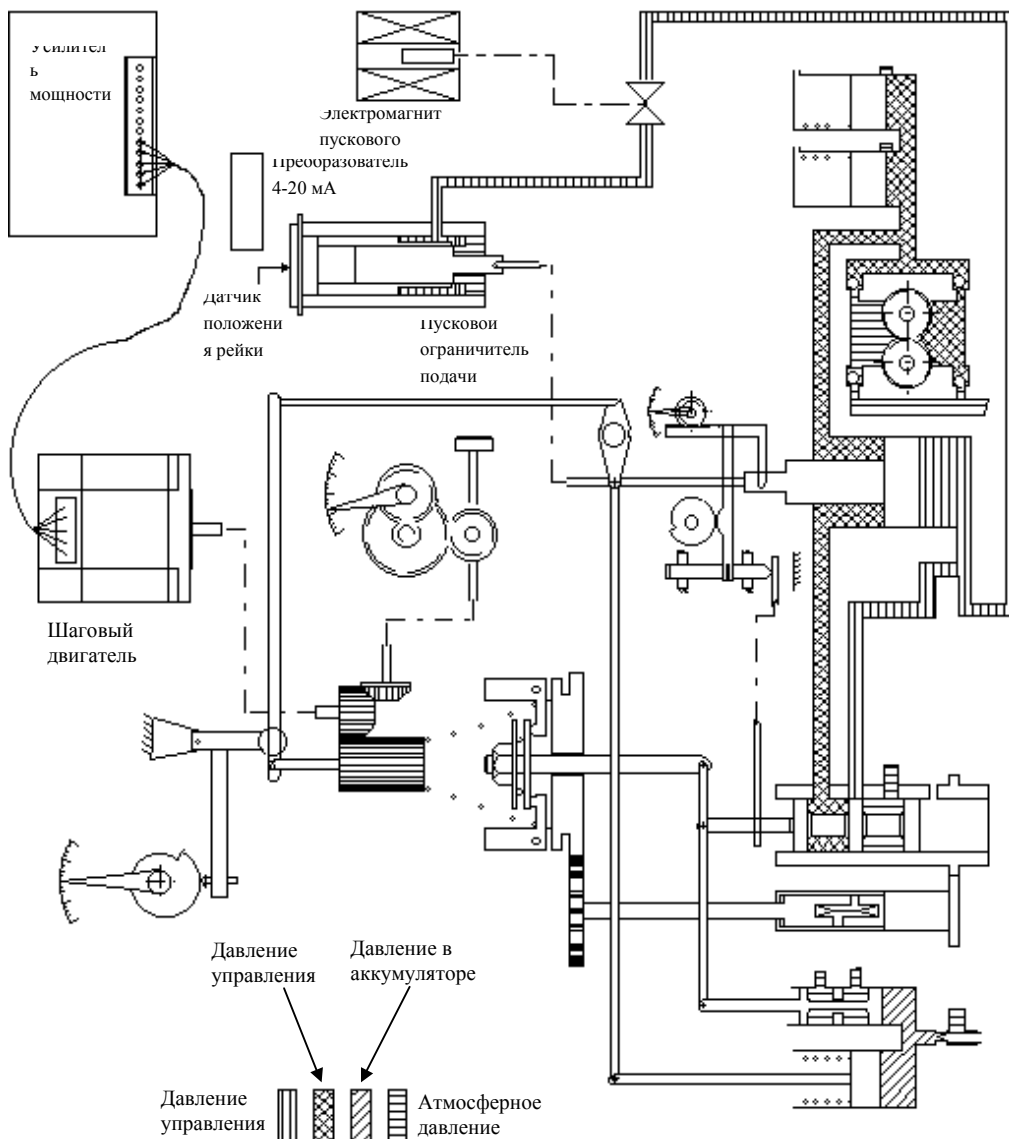 Усилител
ь
мощности
Электромагнит
пускового
Преобразователь
4-20 мА
Датчик
положени
я рейки
Пусковой
ограничитель
подачи
Шаговый
двигатель
Давление
управления
Давление в
аккумуляторе
Давление
управления
Атмосферное
давление